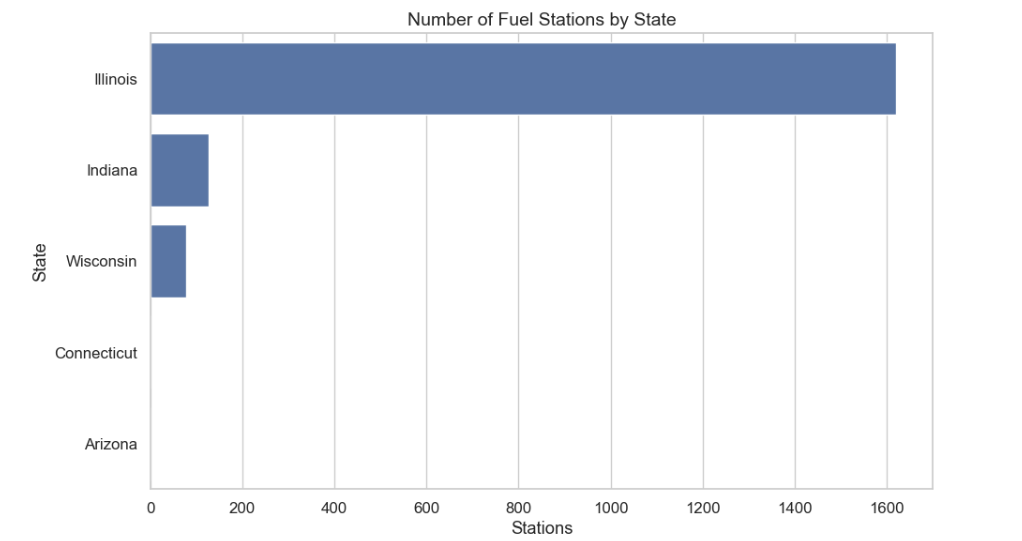 Number of Fuel Stations by State
Illinois
Indiana
Wisconsin
Connecticut
Arizona
State
0 200 400 600 800 1000 1200 1400 1600
Stations